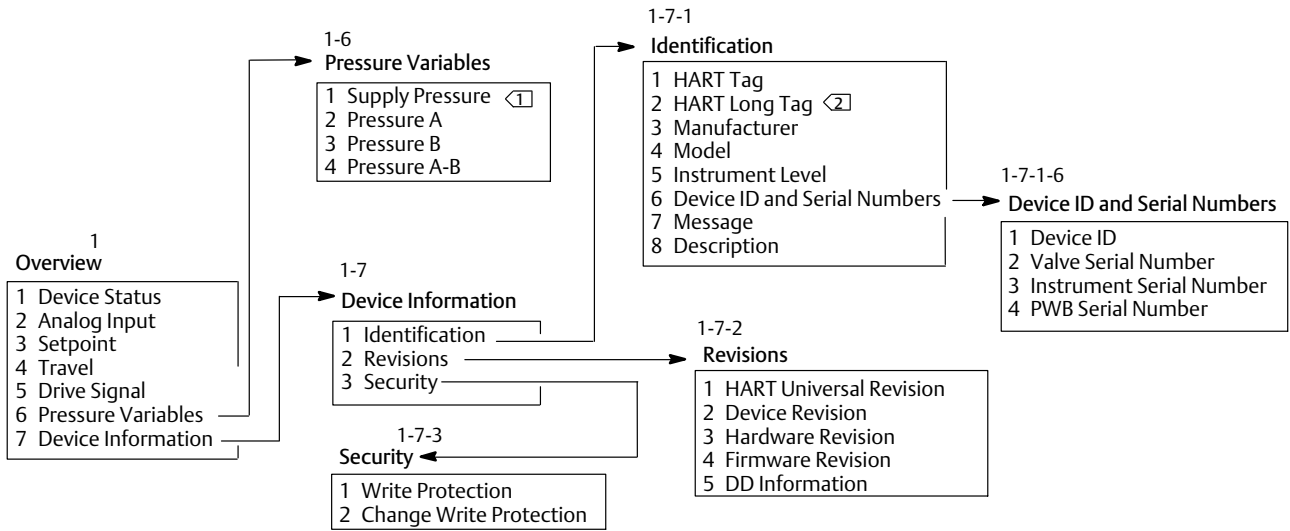 1
Overview
1 Device Status
2 Analog Input
3 Setpoint
4 Travel
5 Drive Signal
6 Pressure Variables
7 Device Information
1-6
Pressure Variables
1 Supply Pressure 1
2 Pressure A
3 Pressure B
4 Pressure A-B
1-7
Device Information
1 Identification
2 Revisions
3 Security
1-7-3
Security
1 Write Protection
2 Change Write Protection
1-7-1
Identification
1 HART Tag
2 HART Long Tag 2
3 Manufacturer
4 Model
5 Instrument Level
6 Device ID and Serial Numbers
7 Message
8 Description
1-7-2
Revisions
1 HART Universal Revision
2 Device Revision
3 Hardware Revision
4 Firmware Revision
5 DD Information
1-7-1-6
Device ID and Serial Numbers
1 Device ID
2 Valve Serial Number
3 Instrument Serial Number
4 PWB Serial Number